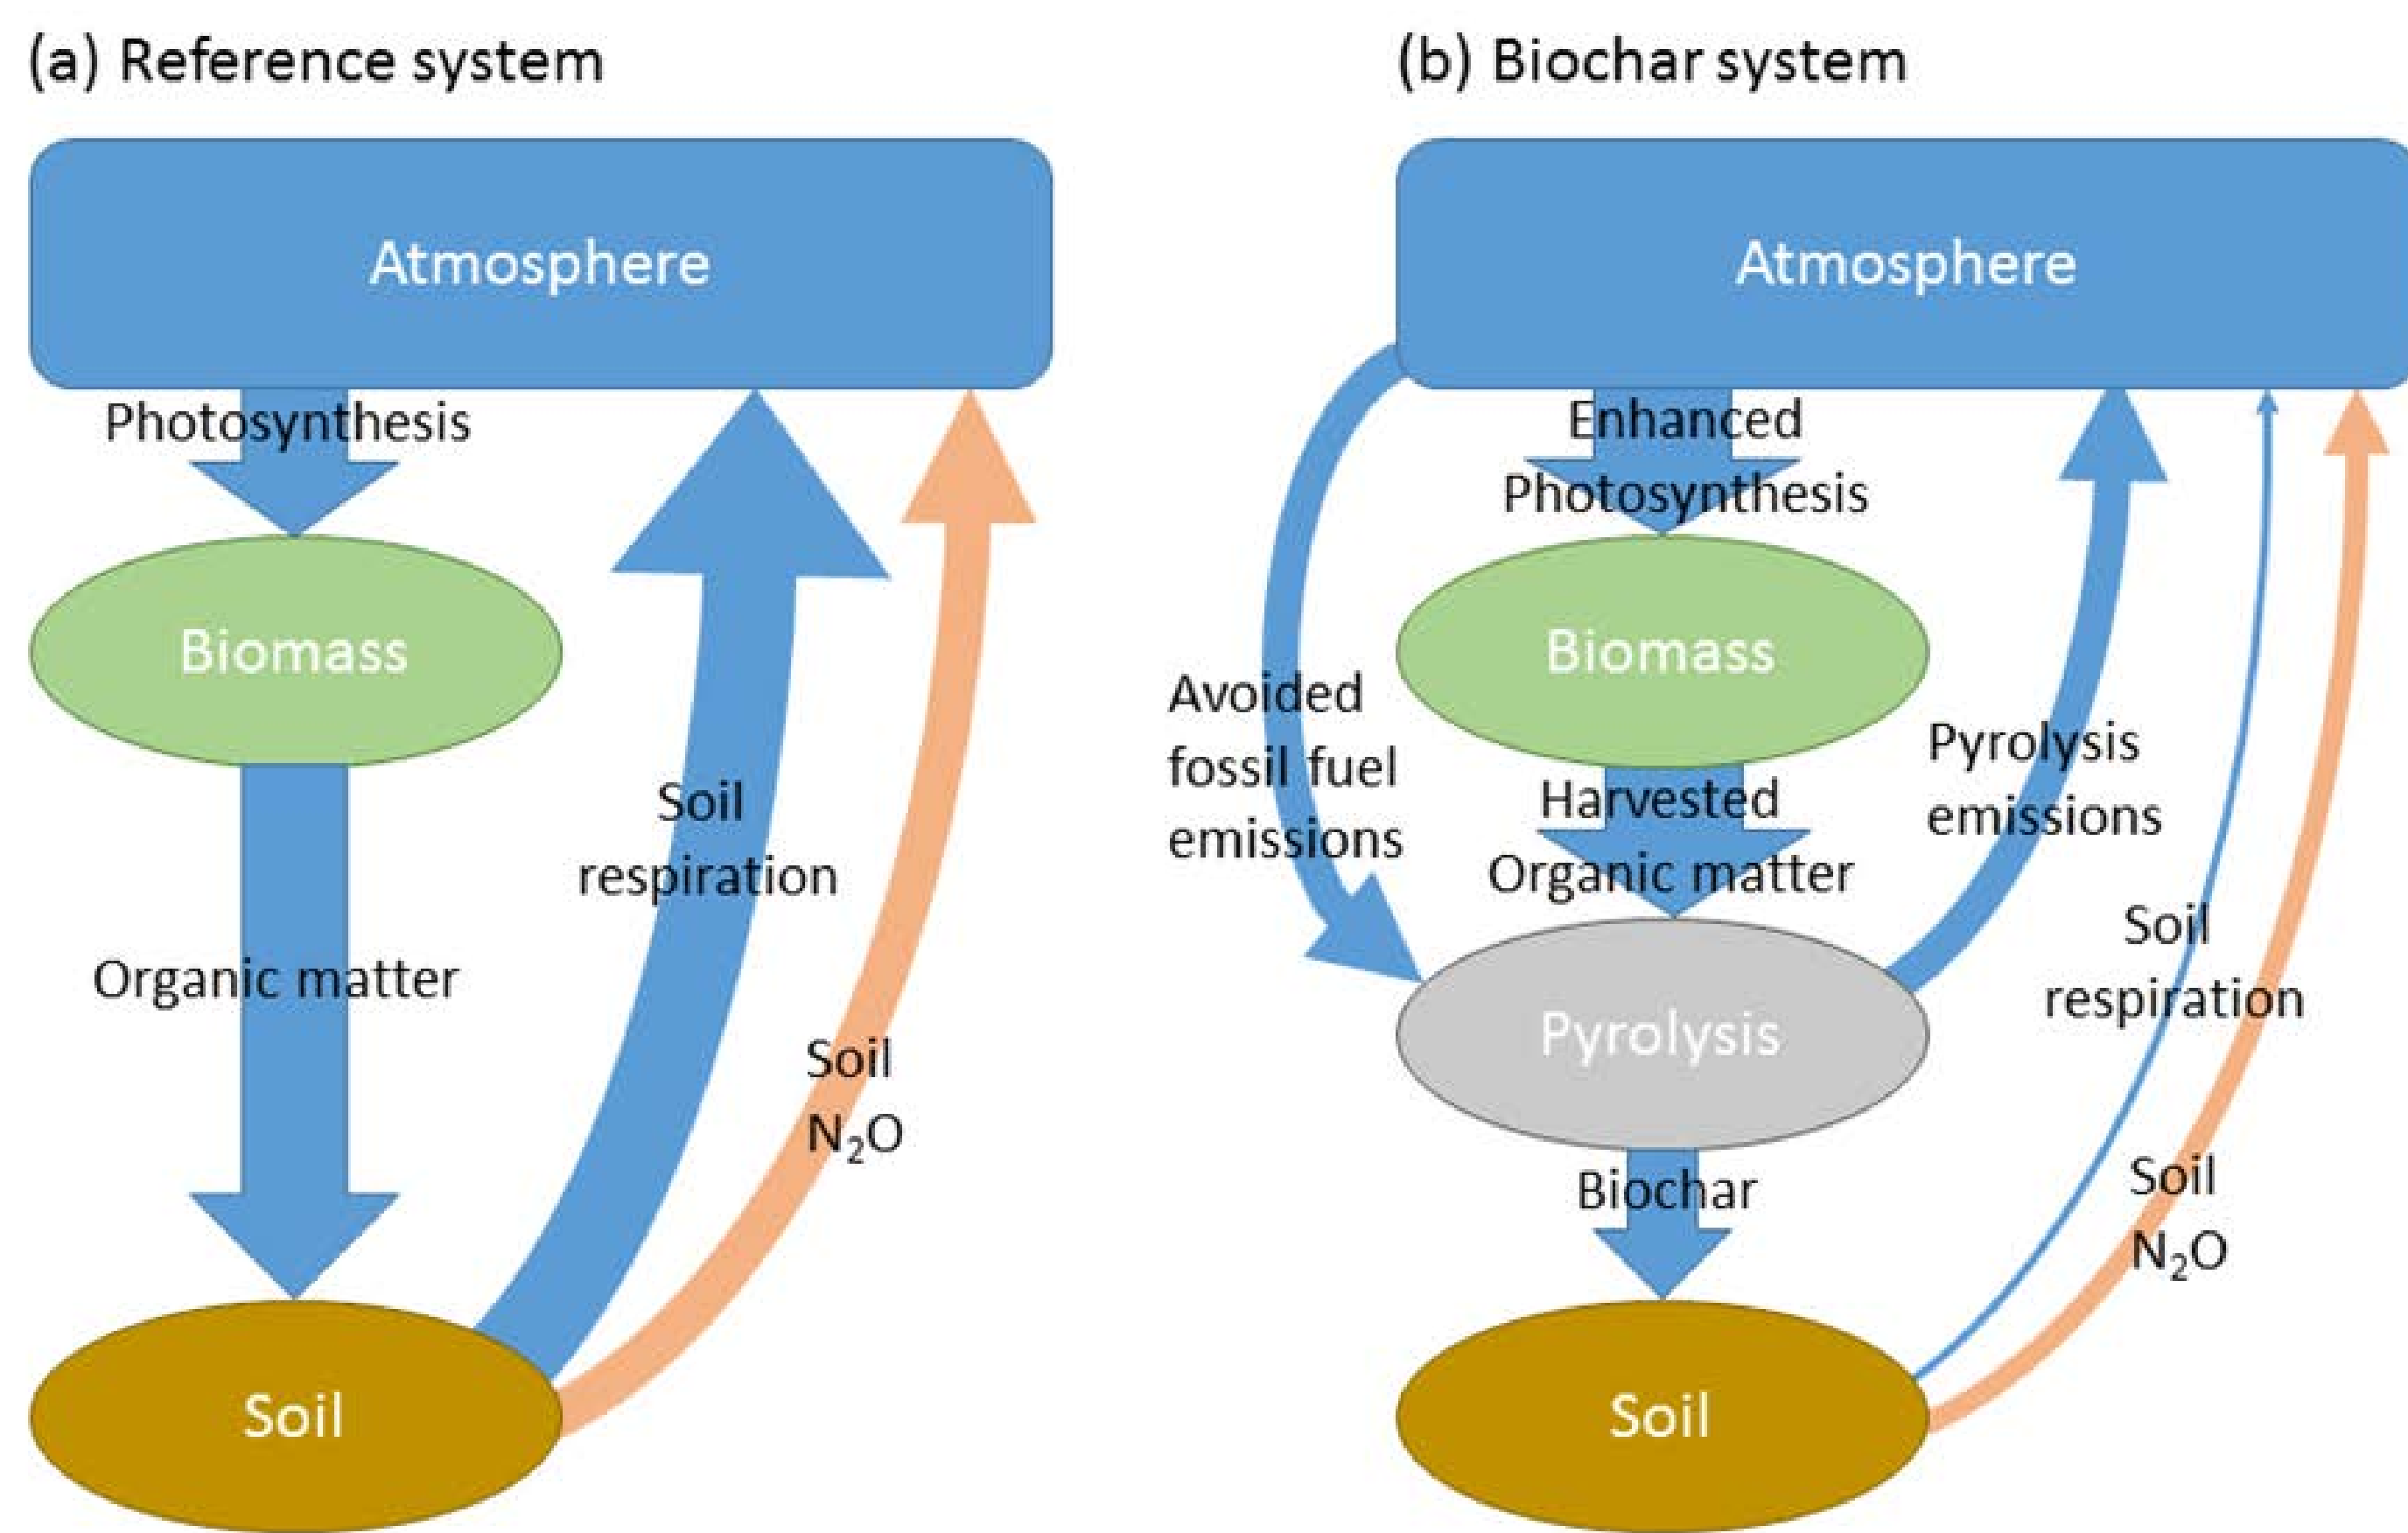 (a) Reference system
Atmosphere
Photosynthesis
Biomass
Organic matter
Soil
respiration
Soil
N₂O
Soil
(b) Biochar system
Atmosphere
Enhanced
Photosynthesis
Biomass
Avoided
fossil fuel
emissions
Harvested
Organic matter
Pyrolysis
emissions
Pyrolysis
Soil
respiration
Biochar
Soil
N₂O
Soil